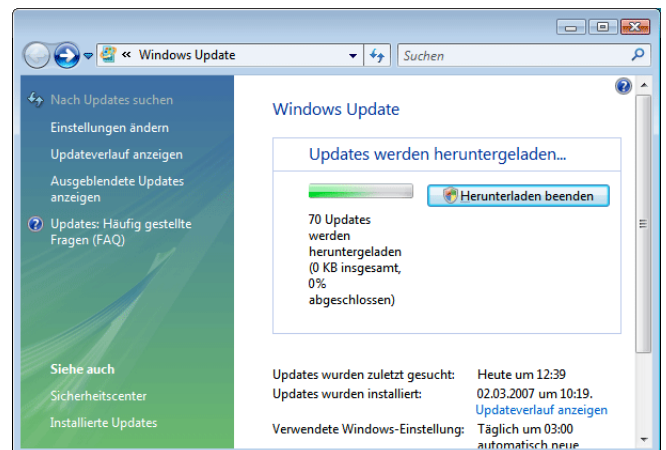 « Windows Update
Suchen
Nach Updates suchen
Einstellungen ändern
Updateverlauf anzeigen
Ausgeblendete Updates
anzeigen
Updates: Häufig gestellte
Fragen (FAQ)
Siehe auch
Sicherheitscenter
Installierte Updates
Windows Update
Updates werden heruntergeladen...
Herunterladen beenden
70 Updates
werden
heruntergeladen
(0 KB insgesamt,
0%
abgeschlossen)
Updates wurden zuletzt gesucht: Heute um 12:39
Updates wurden installiert: 02.03.2007 um 10:19.
Updateverlauf anzeigen
Verwendete Windows-Einstellung: Täglich um 03:00
automatisch neue